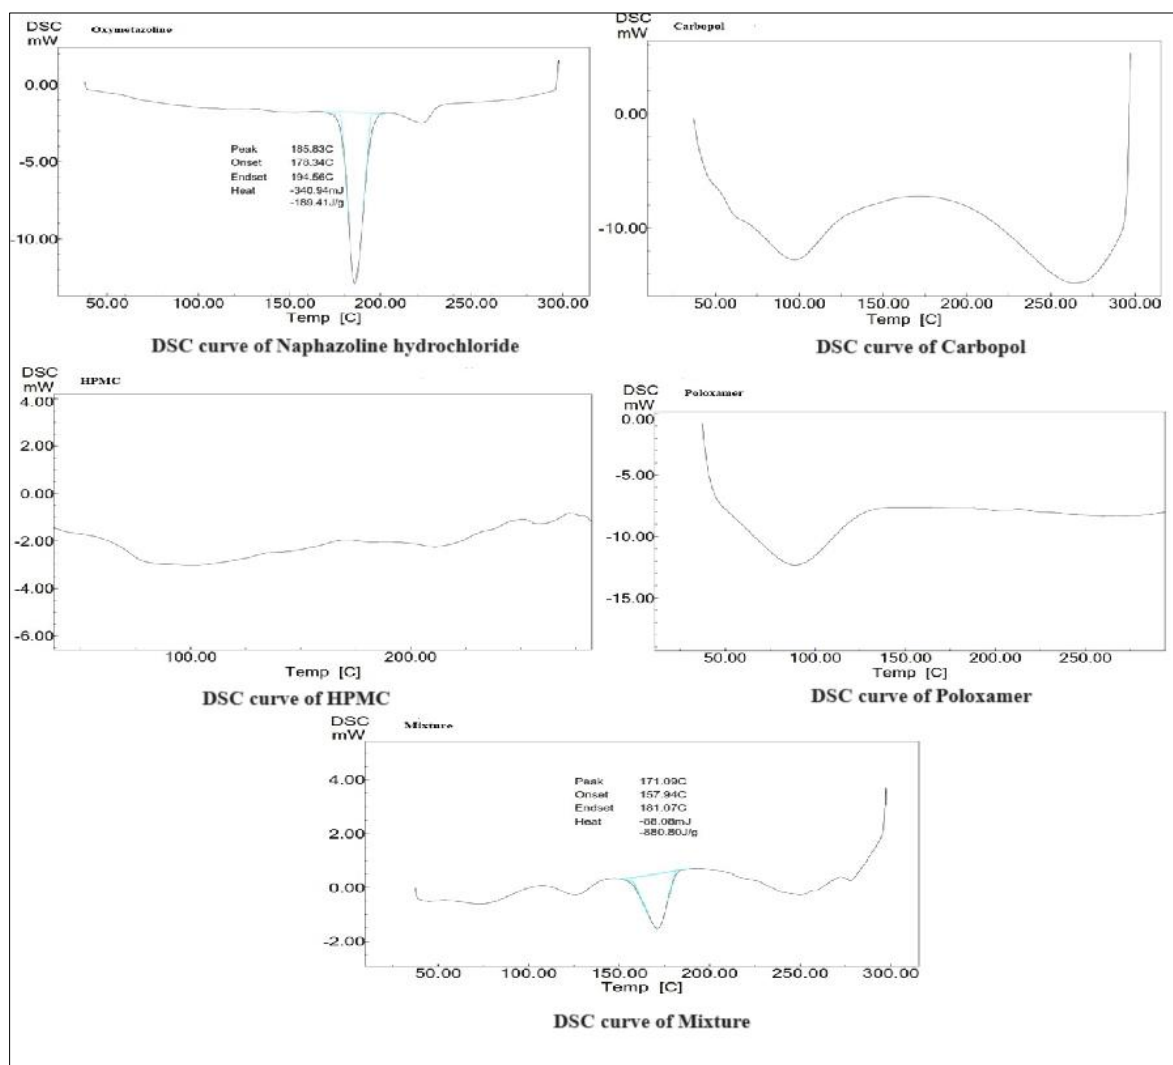 DSC
mW
Oxymetazoline
0.00
-5.00
-10.00
Peak 185.83C
Onset 178.34C
Endset 194.56C
Heat -340.94mJ
-189.41J/g
50.00 100.00 150.00 200.00 250.00 300.00
Temp [C]
DSC curve of Naphazoline hydrochloride
DSC
mW
Carbopol
0.00
-10.00
50.00 100.00 150.00 200.00 250.00 300.00
Temp [C]
DSC curve of Carbopol
DSC
mW
HPMC
4.00
2.00
0.00
-2.00
-4.00
-6.00
100.00 200.00
Temp [C]
DSC curve of HPMC
DSC
mW
Poloxamer
0.00
-5.00
-10.00
-15.00
50.00 100.00 150.00 200.00 250.00
Temp [C]
DSC curve of Poloxamer
DSC
mW
Mixture
4.00
2.00
0.00
-2.00
Peak 171.09C
Onset 157.94C
Endset 181.07C
Heat -88.08mJ
-880.80J/g
50.00 100.00 150.00 200.00 250.00 300.00
Temp [C]
DSC curve of Mixture